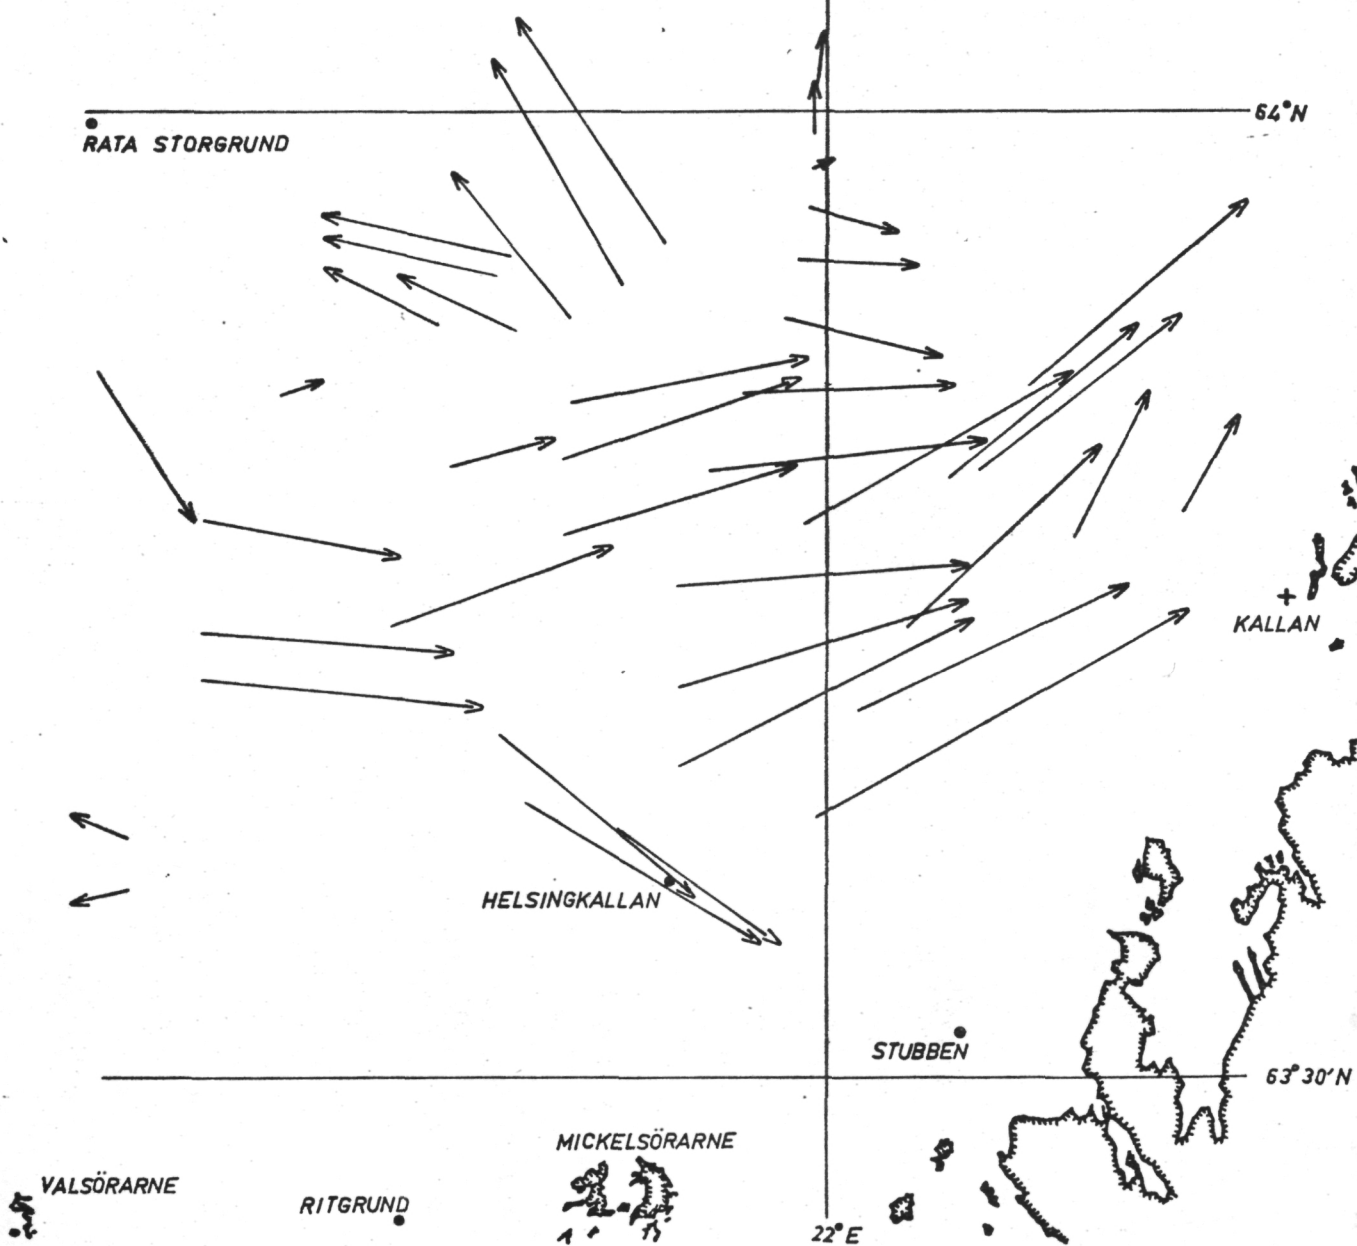 64°N
RATA STORGRUND
KALLAN
HELSINGKALLAN
STUBBEN
63°30'N
MICKELSÖRARNE
VALSÖRARNE
RITGRUND
22°E